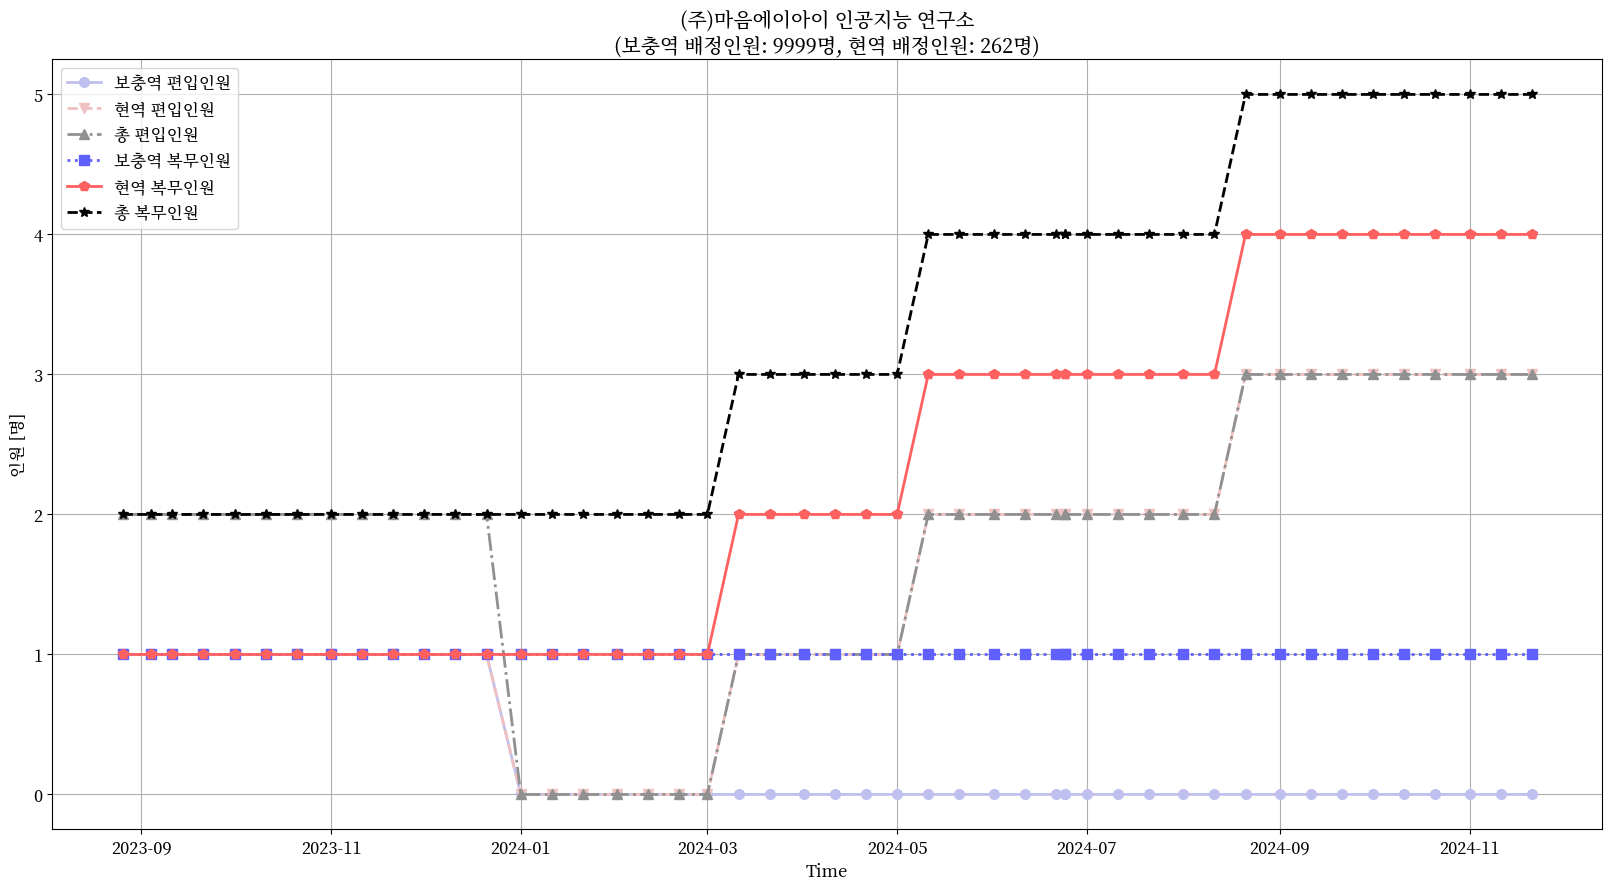 (주)마음에이아이 인공지능 연구소
(보충역 배정인원: 9999명, 현역 배정인원: 262명)
보충역 편입인원
현역 편입인원
총 편입인원
보충역 복무인원
현역 복무인원
총 복무인원
5
4
3
2
1
0
인원 [명]
2023-09
2023-11
2024-01
2024-03
2024-05
2024-07
2024-09
2024-11
Time